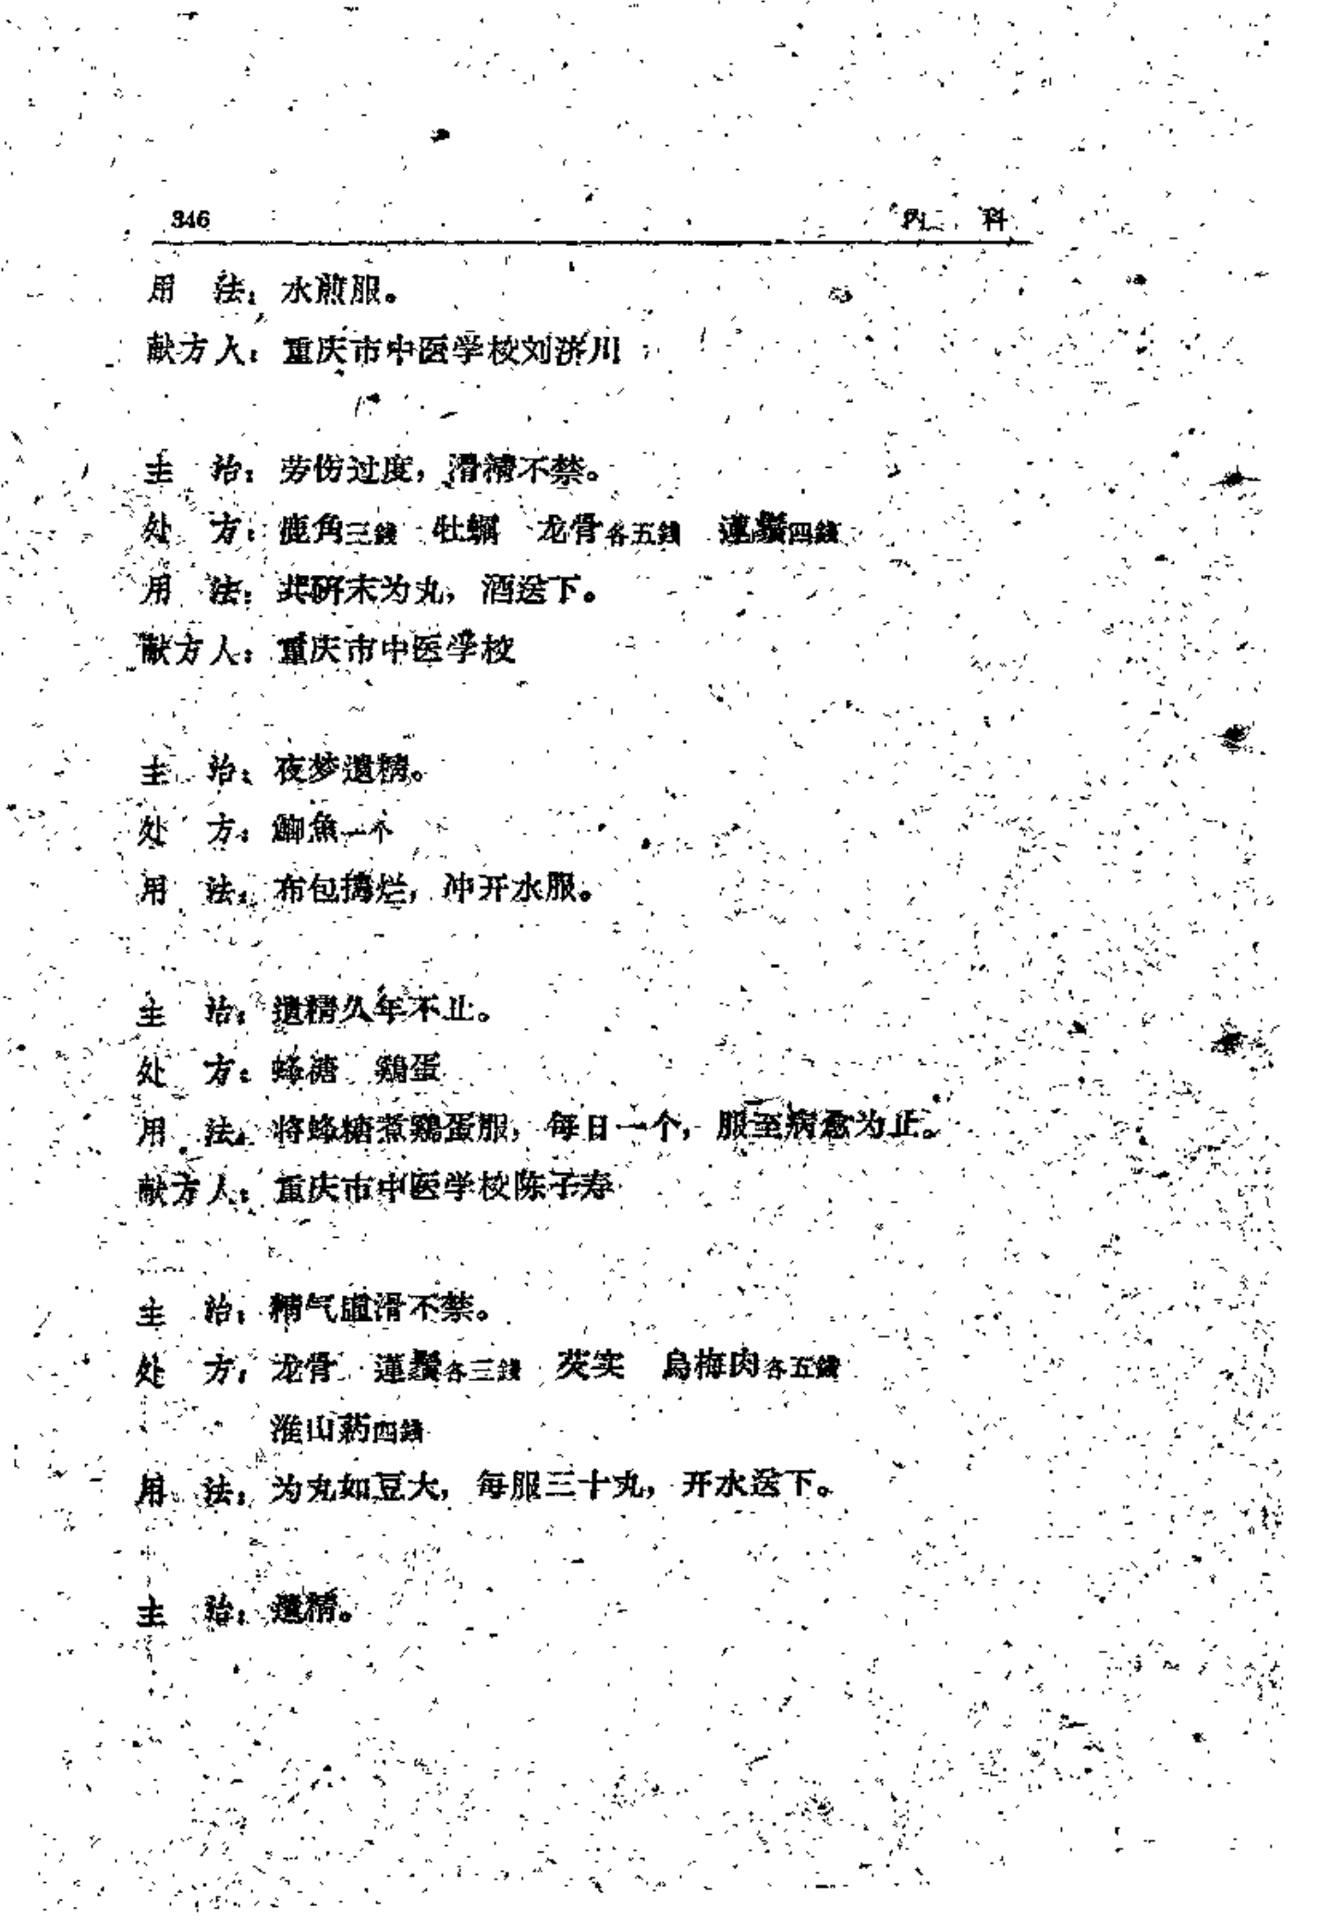 346 内 科
用 法：水煎服。
献方人：重庆市中医学校刘济川
主 治：劳伤过度，滑精不禁。
处 方：鹿角三錢 牡蠣 龙骨各五錢 蓮鬚四錢
用 法：共研末为丸，酒送下。
献方人：重庆市中医学校
主 治：夜梦遺精。
处 方：鯽魚一个
用 法：布包搗烂，冲开水服。
主 治：遺精久年不止。
处 方：蜂糖 鷄蛋
用 法：将蜂糖煮鷄蛋服，每日一个，服至病愈为止。
献方人：重庆市中医学校陈子寿
主 治：精气虛滑不禁。
处 方：龙骨 蓮鬚各三錢 芡实 烏梅肉各五錢
淮山葯四錢
用 法：为丸如豆大，每服三十丸，开水送下。
主 治：遺精。